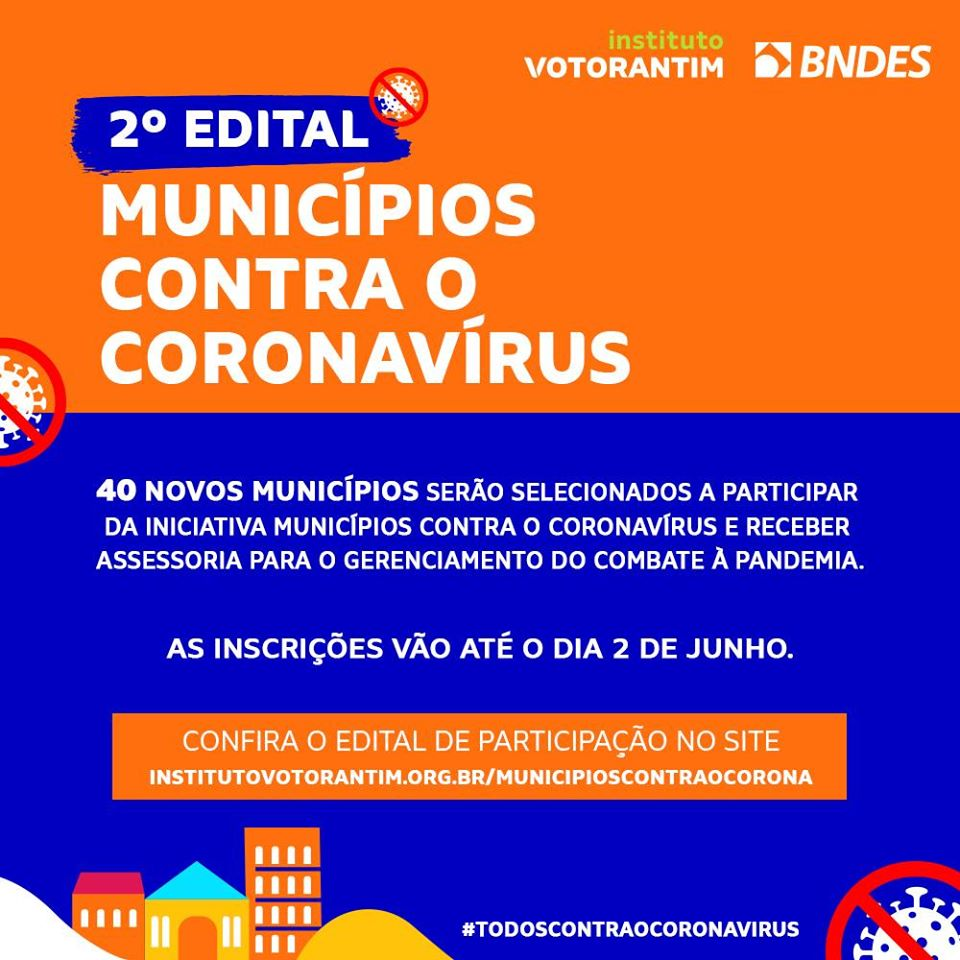 instituto
VOTORANTIM
BNDES
2º EDITAL
MUNICÍPIOS
CONTRA O
CORONAVÍRUS
40 NOVOS MUNICÍPIOS SERÃO SELECIONADOS A PARTICIPAR
DA INICIATIVA MUNICÍPIOS CONTRA O CORONAVÍRUS E RECEBER
ASSESSORIA PARA O GERENCIAMENTO DO COMBATE À PANDEMIA.
AS INSCRIÇÕES VÃO ATÉ O DIA 2 DE JUNHO.
CONFIRA O EDITAL DE PARTICIPAÇÃO NO SITE
INSTITUTOVOTORANTIM.ORG.BR/MUNICIPIOSCONTRAOCORONA
#TODOSCONTRAOCORONAVIRUS